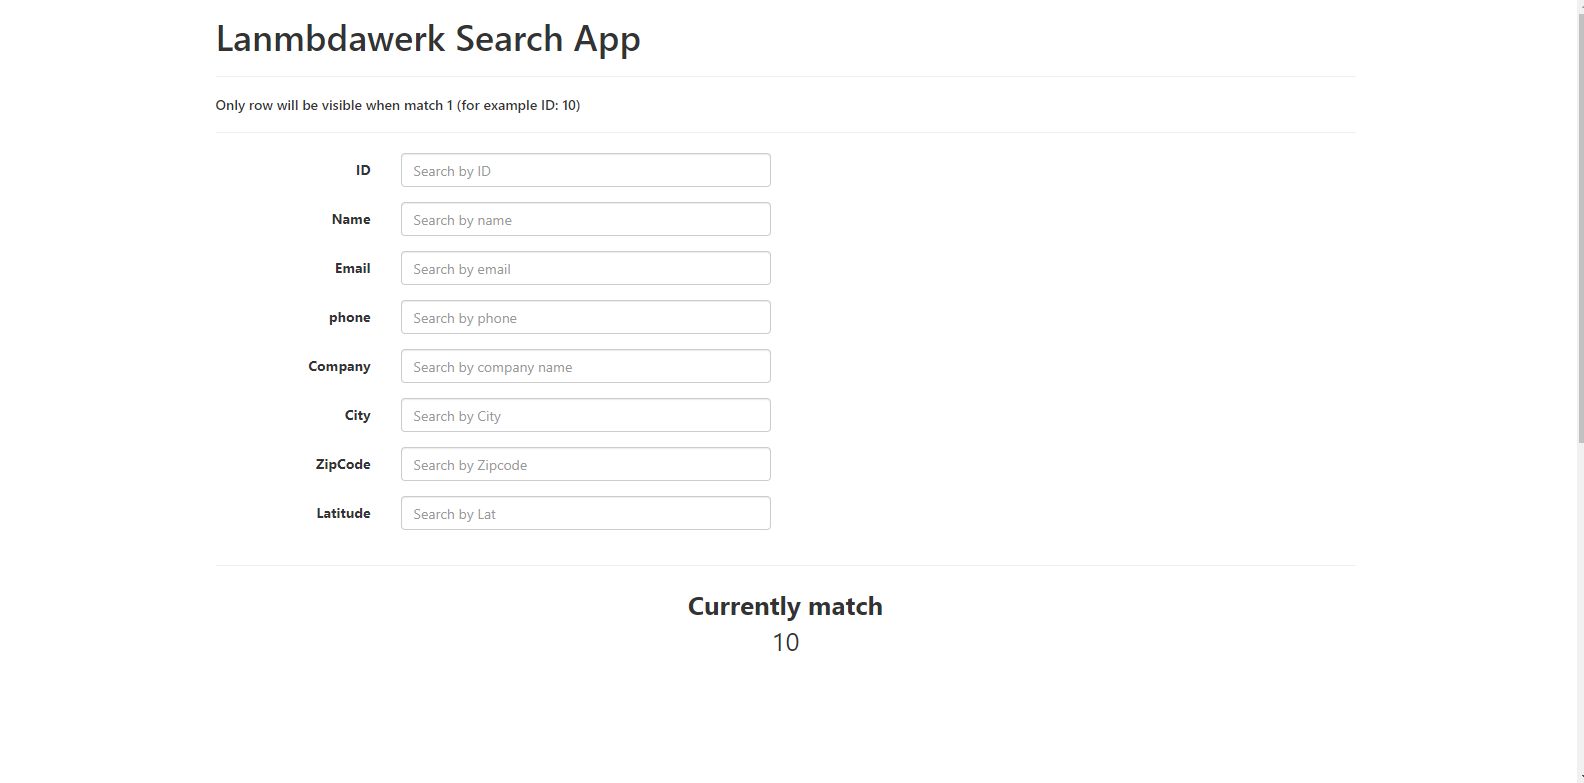 Lanmbdawerk Search App
Only row will be visible when match 1 (for example ID: 10)
ID Search by ID
Name Search by name
Email Search by email
phone Search by phone
Company Search by company name
City Search by City
ZipCode Search by Zipcode
Latitude Search by Lat
Currently match
10